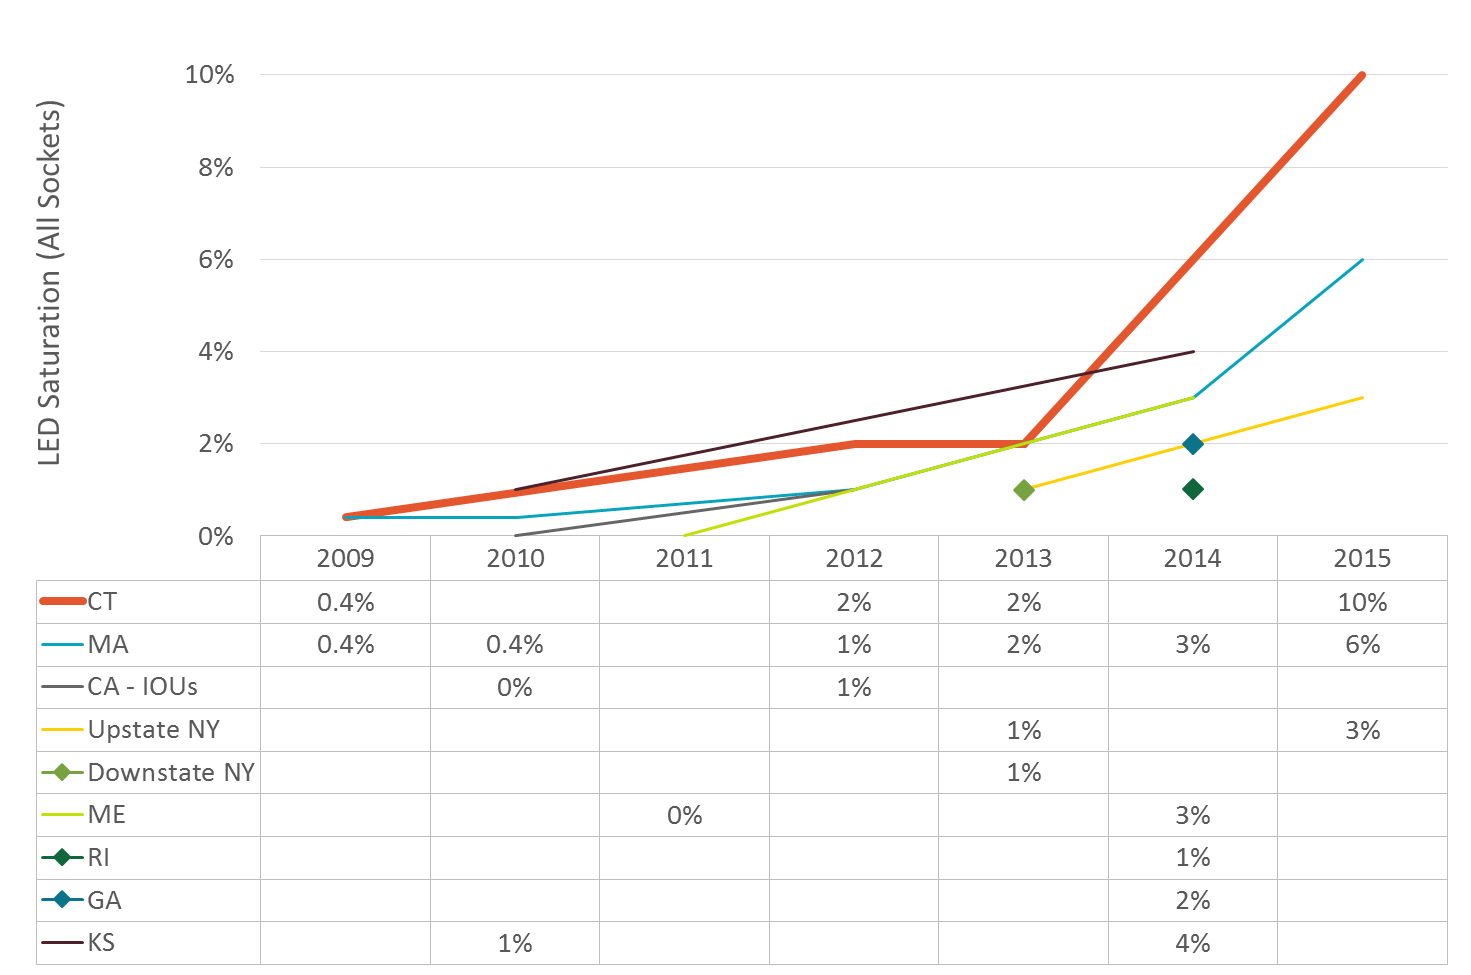 LED Saturation (All Sockets)
10%
8%
6%
4%
2%
0%
2009 2010 2011 2012 2013 2014 2015
CT 0.4% 2% 2% 10%
MA 0.4% 0.4% 1% 2% 3% 6%
CA - IOUs 0% 1%
Upstate NY 1% 3%
Downstate NY 1%
ME 0% 3%
RI 1%
GA 2%
KS 1% 4%